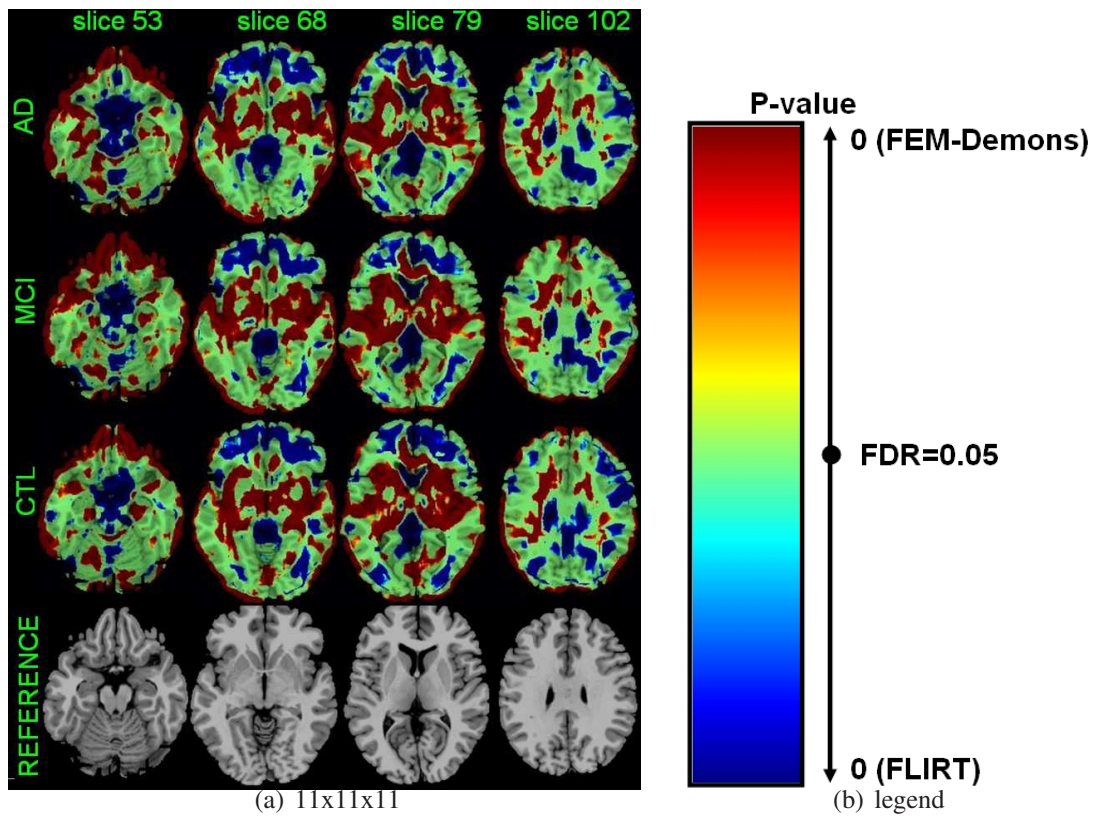 slice 53 slice 68 slice 79 slice 102
AD
MCI
CTL
REFERENCE
(a) 11x11x11
P-value
0 (FEM-Demons)
FDR=0.05
0 (FLIRT)
(b) legend